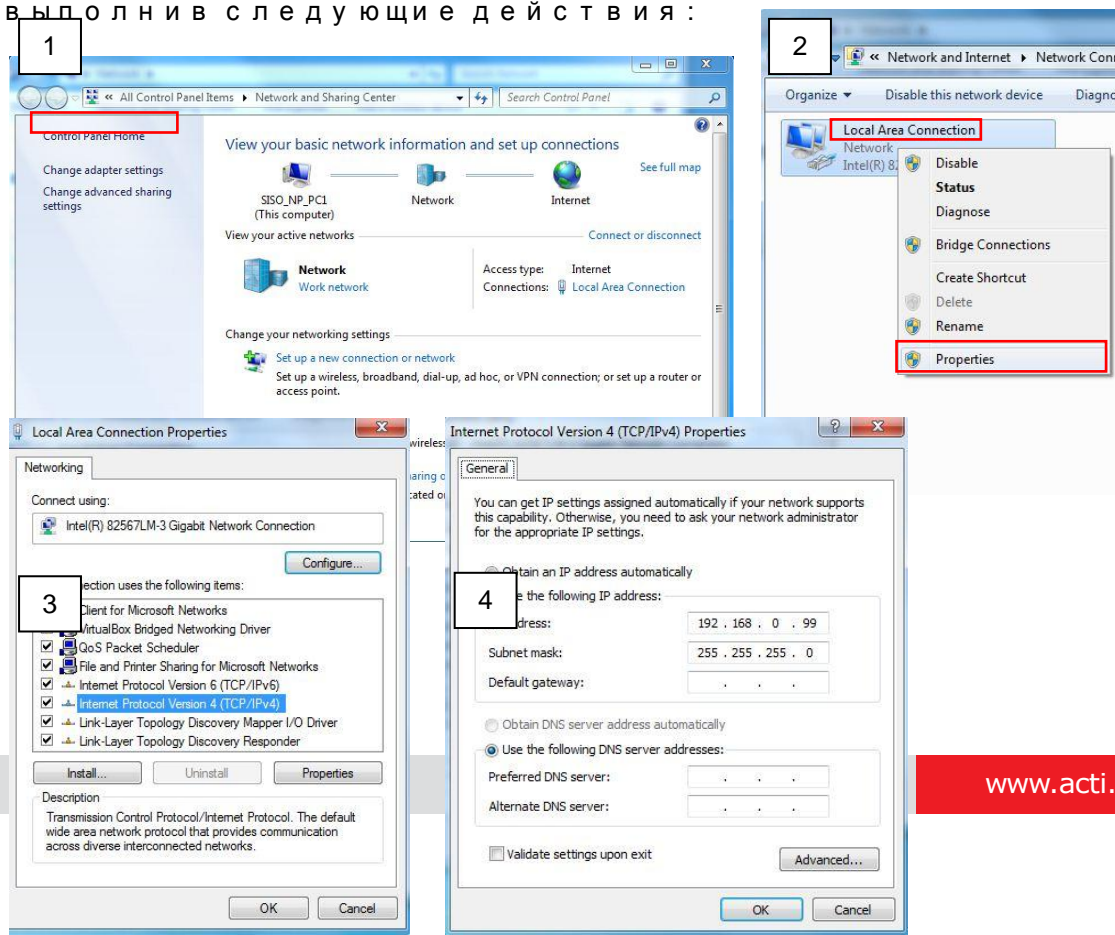 выполнив следующие действия:
1
« All Control Panel Items ▸ Network and Sharing Center
Search Control Panel
Control Panel Home
Change adapter settings
Change advanced sharing
settings
View your basic network information and set up connections
See full map
SISO_NP_PC1
(This computer)
Network
Internet
View your active networks
Connect or disconnect
Network
Work network
Access type: Internet
Connections: Local Area Connection
Change your networking settings
Set up a new connection or network
Set up a wireless, broadband, dial-up, ad hoc, or VPN connection; or set up a router or
access point.
2
« Network and Internet ▸ Network
Organize ▾ Disable this network device
Local Area Connection
Network
Intel(R)
Disable
Status
Diagnose
Bridge Connections
Create Shortcut
Delete
Rename
Properties
Local Area Connection Properties
Networking
Connect using:
Intel(R) 82567LM-3 Gigabit Network Connection
Configure...
3
uses the following items:
Client for Microsoft Networks
VirtualBox Bridged Networking Driver
QoS Packet Scheduler
File and Printer Sharing for Microsoft Networks
Internet Protocol Version 6 (TCP/IPv6)
Internet Protocol Version 4 (TCP/IPv4)
Link-Layer Topology Discovery Mapper I/O Driver
Link-Layer Topology Discovery Responder
Install... Uninstall Properties
Description
Transmission Control Protocol/Internet Protocol. The default
wide area network protocol that provides communication
across diverse interconnected networks.
OK Cancel
Internet Protocol Version 4 (TCP/IPv4) Properties
General
You can get IP settings assigned automatically if your network supports
this capability. Otherwise, you need to ask your network administrator
for the appropriate IP settings.
Obtain an IP address automatically
4
the following IP address:
192 . 168 . 0 . 99
Subnet mask: 255 . 255 . 255 . 0
Default gateway: . . .
Obtain DNS server address automatically
Use the following DNS server addresses:
Preferred DNS server: . . .
Alternate DNS server: . . .
Validate settings upon exit
Advanced...
OK Cancel
www.acti.